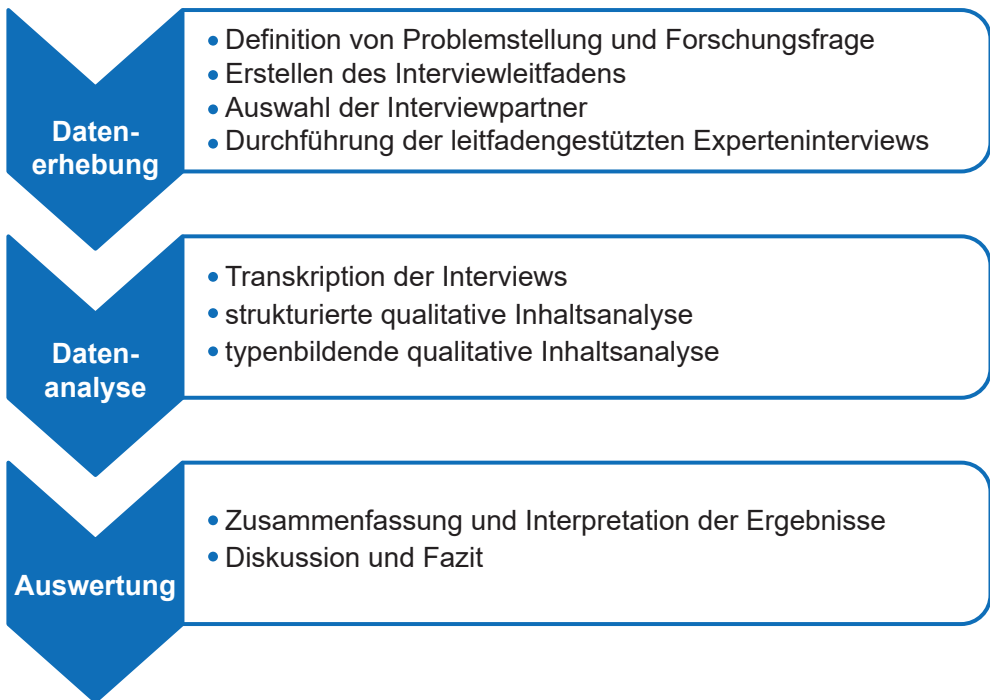 Daten-
erhebung
• Definition von Problemstellung und Forschungsfrage
• Erstellen des Interviewleitfadens
• Auswahl der Interviewpartner
• Durchführung der leitfadengestützten Experteninterviews
Daten-
analyse
• Transkription der Interviews
• strukturierte qualitative Inhaltsanalyse
• typenbildende qualitative Inhaltsanalyse
Auswertung
• Zusammenfassung und Interpretation der Ergebnisse
• Diskussion und Fazit